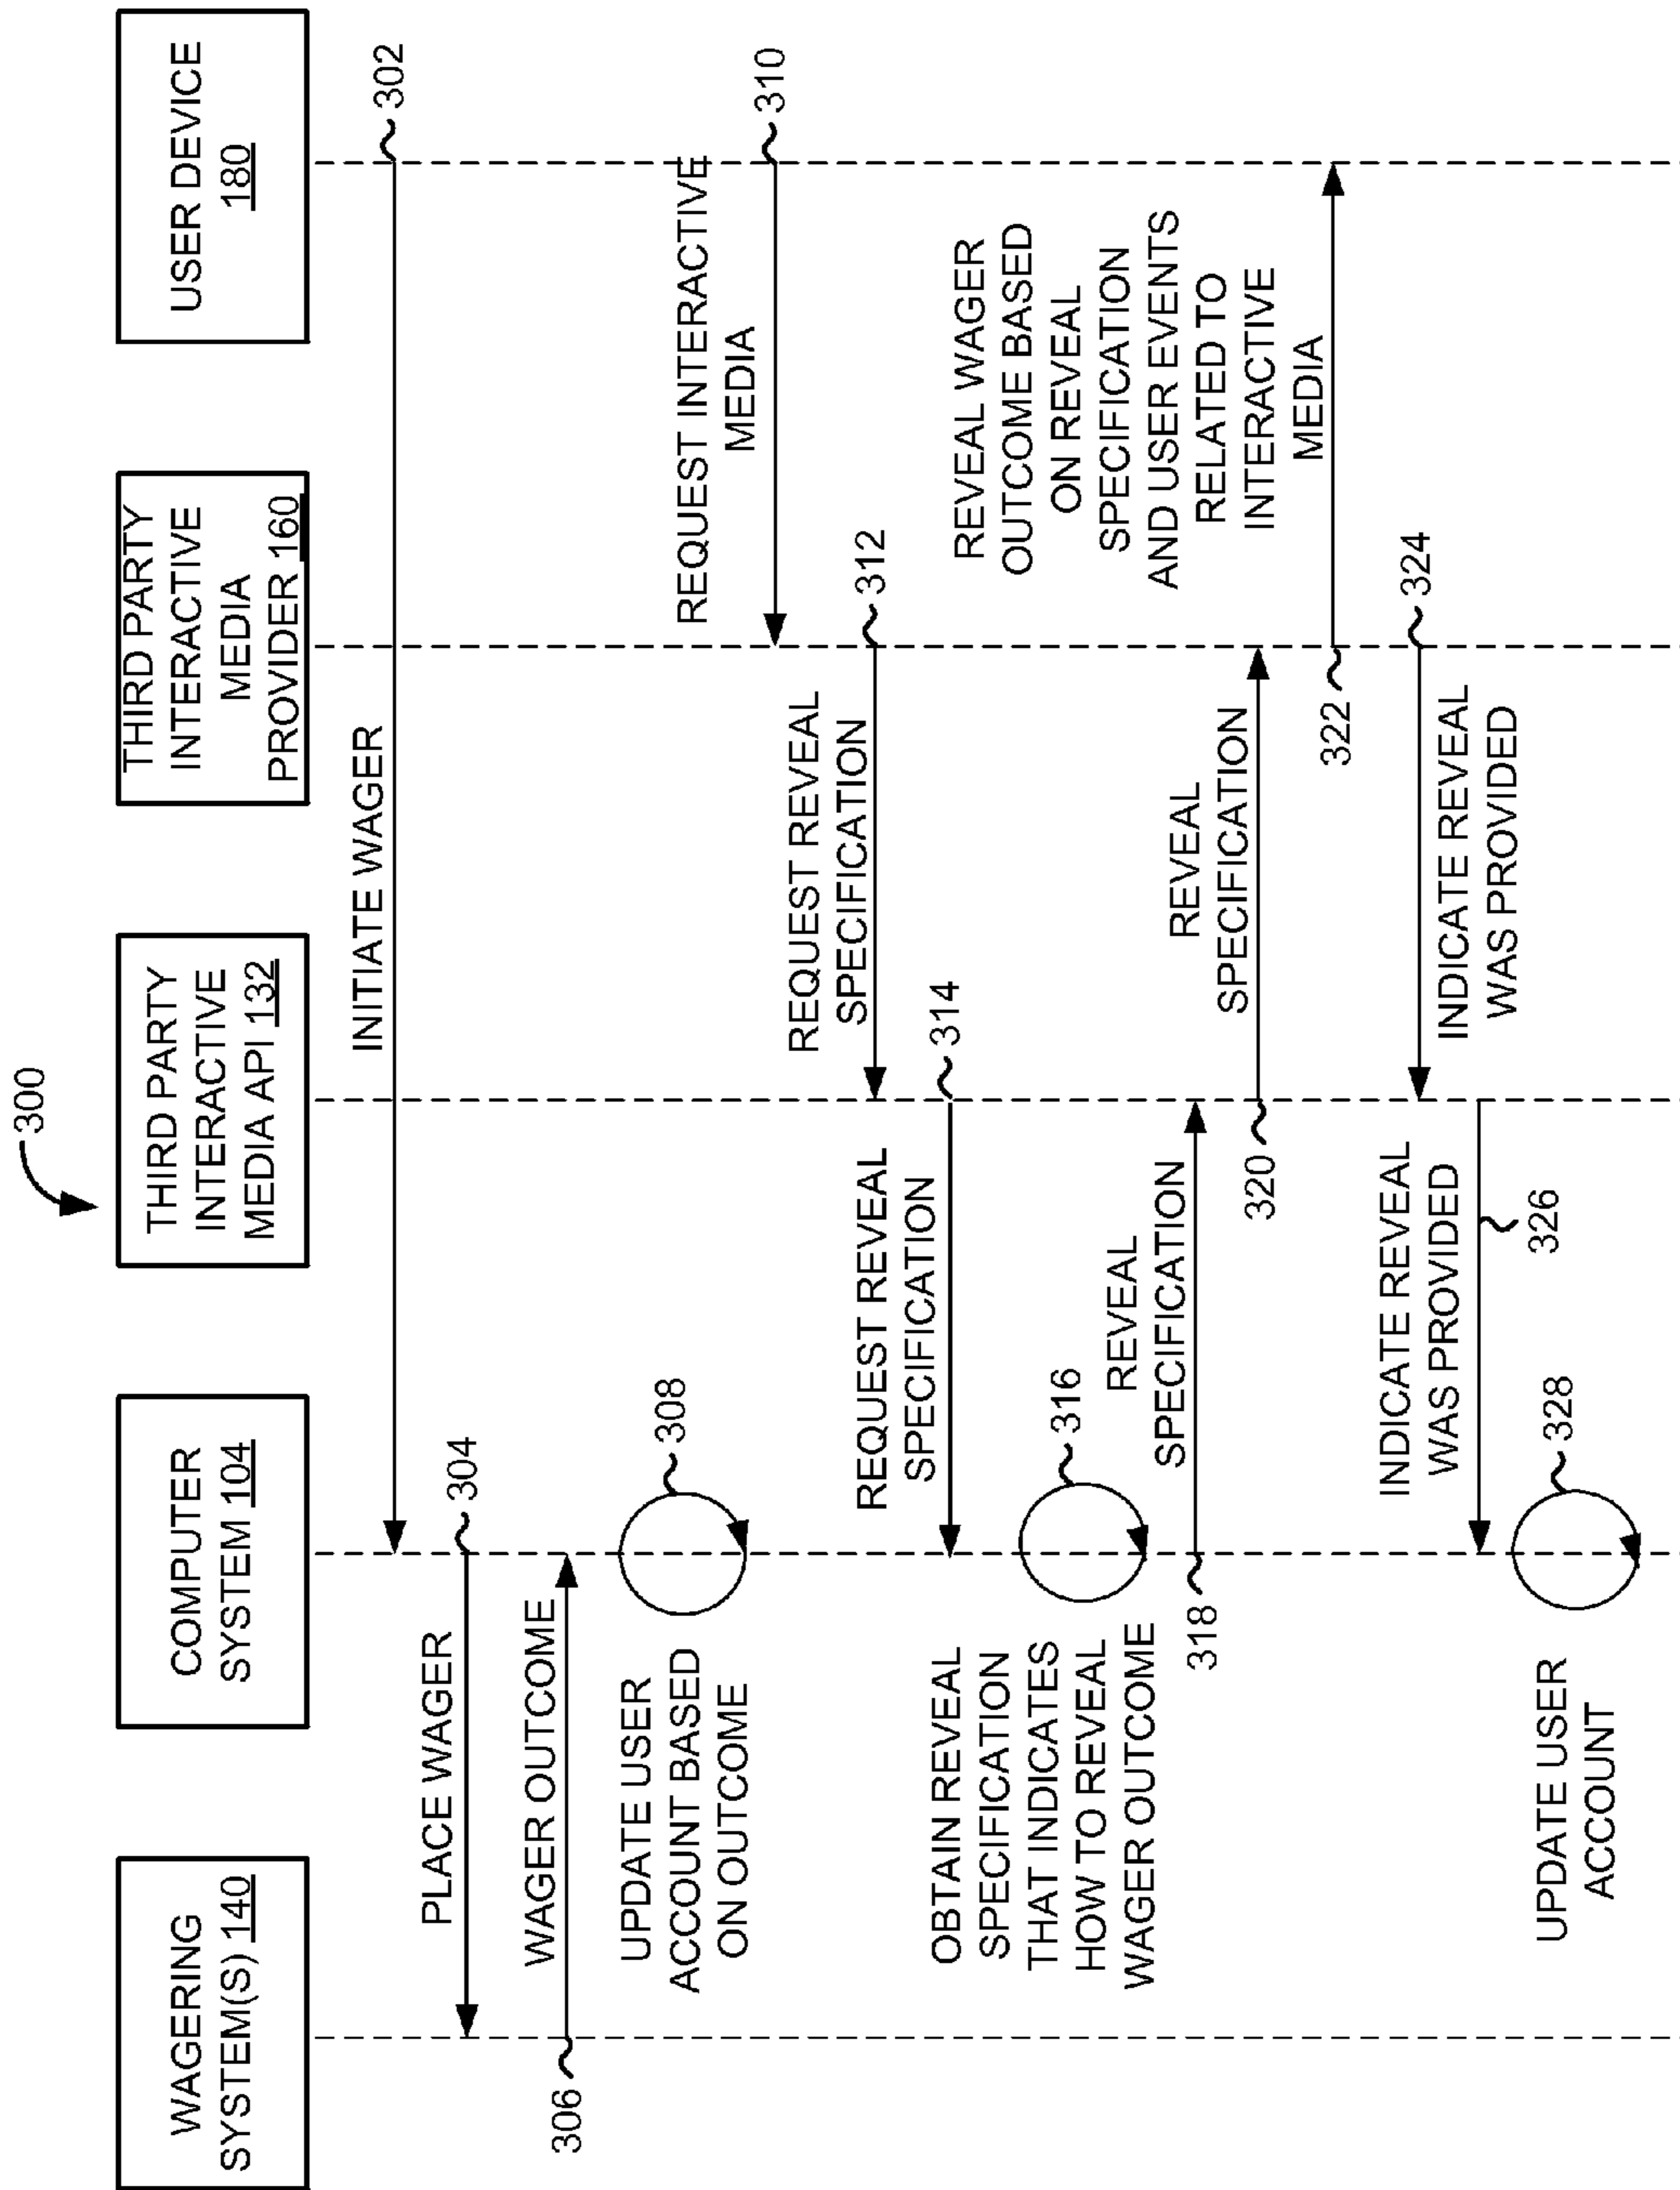 300
WAGERING
SYSTEM(S) 140
COMPUTER
SYSTEM 104
THIRD PARTY
INTERACTIVE
MEDIA API 132
THIRD PARTY
INTERACTIVE
MEDIA
PROVIDER 160
USER DEVICE
180
INITIATE WAGER
302
PLACE WAGER
304
WAGER OUTCOME
306
UPDATE USER
ACCOUNT BASED
ON OUTCOME
308
REQUEST INTERACTIVE
MEDIA
310
REQUEST REVEAL
SPECIFICATION
312
REQUEST REVEAL
SPECIFICATION
314
OBTAIN REVEAL
SPECIFICATION
THAT INDICATES
HOW TO REVEAL
WAGER OUTCOME
316
REVEAL
SPECIFICATION
318
REVEAL
SPECIFICATION
320
REVEAL WAGER
OUTCOME BASED
ON REVEAL
SPECIFICATION
AND USER EVENTS
RELATED TO
INTERACTIVE
MEDIA
322
INDICATE REVEAL
WAS PROVIDED
324
INDICATE REVEAL
WAS PROVIDED
326
UPDATE USER
ACCOUNT
328